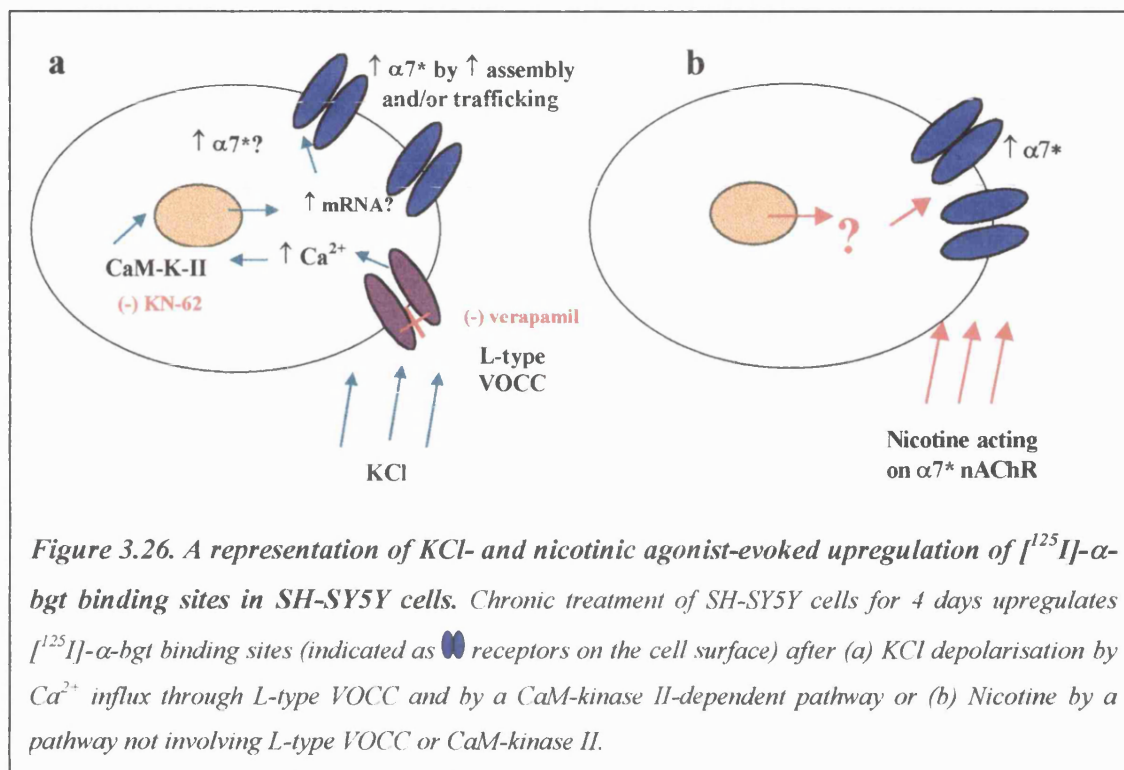 a
↑ α7* by ↑ assembly
and/or trafficking
↑ α7*?
↑ mRNA?
CaM-K-II
↑ Ca²⁺
(-) KN-62
(-) verapamil
L-type
VOCC
KCl
b
↑ α7*
?
Nicotine acting
on α7* nAChR
Figure 3.26. A representation of KCl- and nicotinic agonist-evoked upregulation of [¹²⁵I]-α-
bgt binding sites in SH-SY5Y cells. Chronic treatment of SH-SY5Y cells for 4 days upregulates
[¹²⁵I]-α-bgt binding sites (indicated as receptors on the cell surface) after (a) KCl depolarisation by
Ca²⁺ influx through L-type VOCC and by a CaM-kinase II-dependent pathway or (b) Nicotine by a
pathway not involving L-type VOCC or CaM-kinase II.